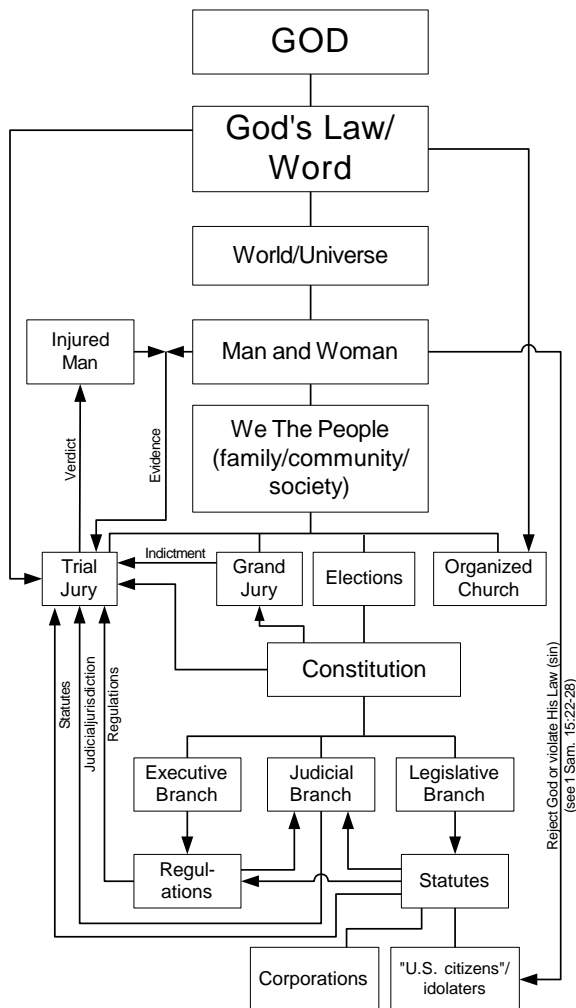 GOD
God's Law/
Word
World/Universe
Injured
Man
Man and Woman
We The People
(family/community/
society)
Verdict
Evidence
Trial
Jury
Indictment
Grand
Jury
Elections
Organized
Church
Constitution
Statutes
Judicialjurisdiction
Regulations
Reject God or violate His Law (sin)
(see 1 Sam. 15:22-28)
Executive
Branch
Judicial
Branch
Legislative
Branch
Regul-
ations
Statutes
Corporations
"U.S. citizens"/
idolaters